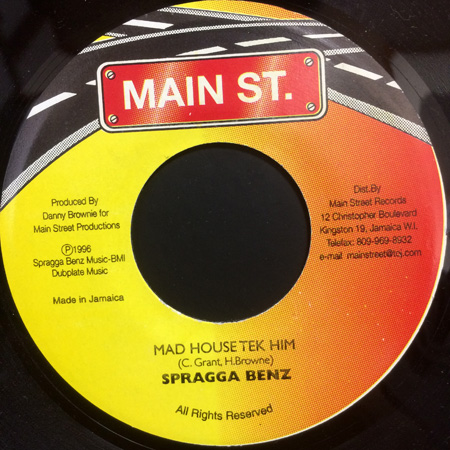 MAIN ST.
Produced By
Danny Brownie for
Main Street Productions
Ⓟ1996
Spragga Benz Music-BMI
Dubplate Music
Made in Jamaica
Dist.By
Main Street Records
12 Christopher Boulevard
Kingston 19, Jamaica W.I.
Telefax: 809-969-8932
e-mail mainstreet@tcj.com
MAD HOUSE TEK HIM
(C. Grant, H.Browne)
SPRAGGA BENZ
All Rights Reserved